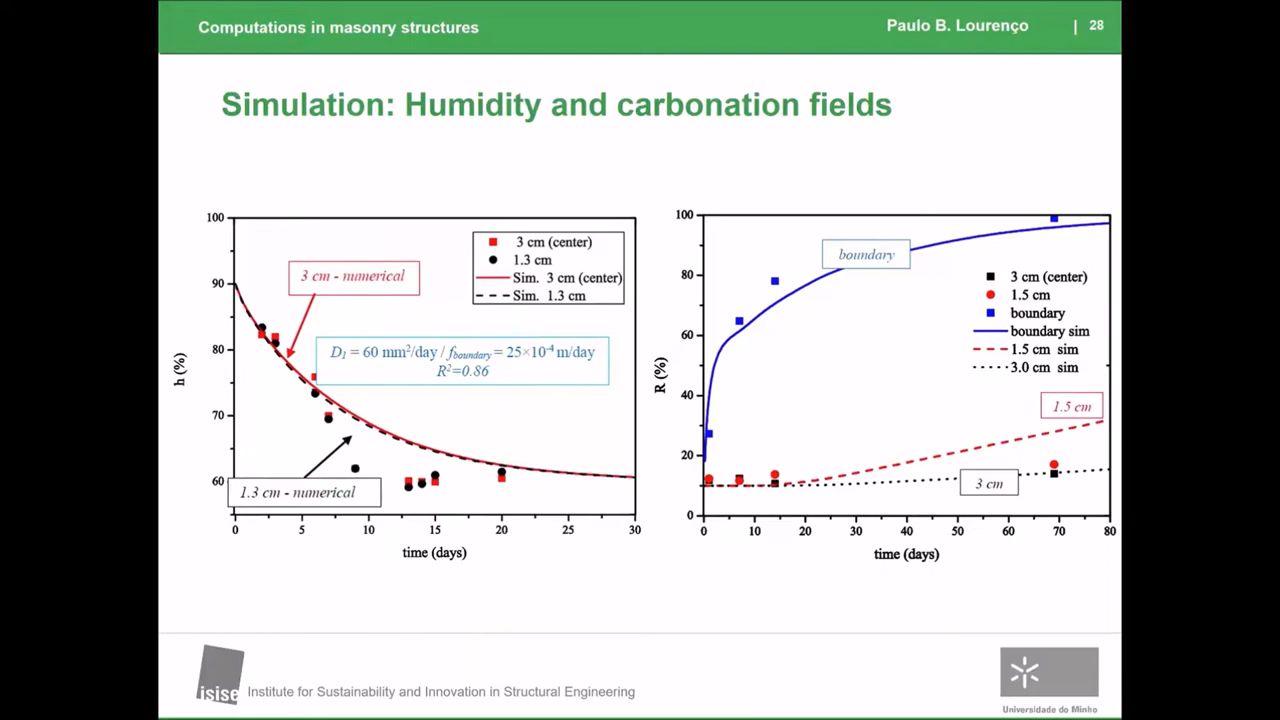 Computations in masonry structures
Paulo B. Lourenço | 28
Simulation: Humidity and carbonation fields
100
90
80
70
60
h (%)
0 5 10 15 20 25 30
time (days)
3 cm (center)
1.3 cm
Sim. 3 cm (center)
Sim. 1.3 cm
3 cm - numerical
D₁ = 60 mm²/day / f_boundary = 25×10⁻⁴ m/day
R²=0.86
1.3 cm - numerical
100
80
60
40
20
0
R (%)
0 10 20 30 40 50 60 70 80
time (days)
boundary
3 cm (center)
1.5 cm
boundary
boundary sim
1.5 cm sim
3.0 cm sim
1.5 cm
3 cm
isise
Institute for Sustainability and Innovation in Structural Engineering
Universidade do Minho